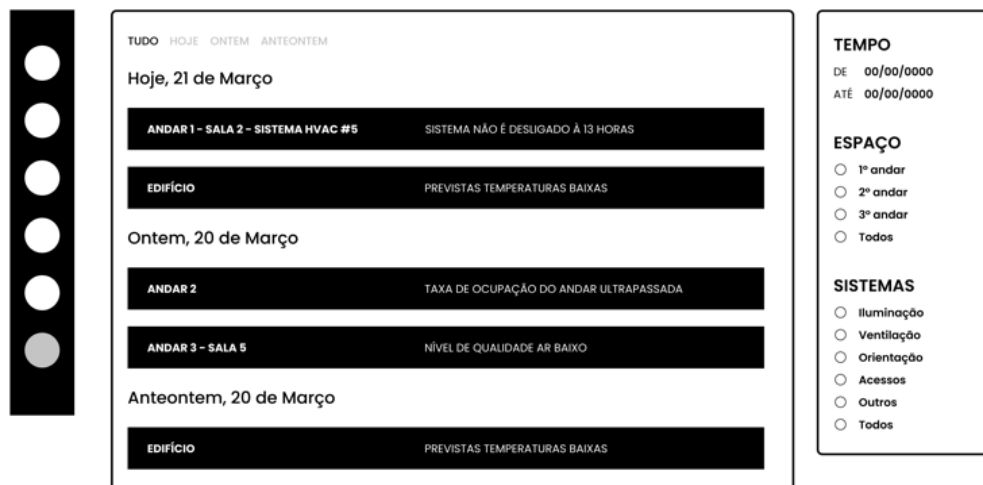 TUDO HOJE ONTEM ANTEONTEM
Hoje, 21 de Março
ANDAR 1 - SALA 2 - SISTEMA HVAC #5 SISTEMA NÃO É DESLIGADO À 13 HORAS
EDIFÍCIO PREVISTAS TEMPERATURAS BAIXAS
Ontem, 20 de Março
ANDAR 2 TAXA DE OCUPAÇÃO DO ANDAR ULTRAPASSADA
ANDAR 3 - SALA 5 NÍVEL DE QUALIDADE AR BAIXO
Anteontem, 20 de Março
EDIFÍCIO PREVISTAS TEMPERATURAS BAIXAS
TEMPO
DE 00/00/0000
ATÉ 00/00/0000
ESPAÇO
1º andar
2º andar
3º andar
Todos
SISTEMAS
Iluminação
Ventilação
Orientação
Acessos
Outros
Todos